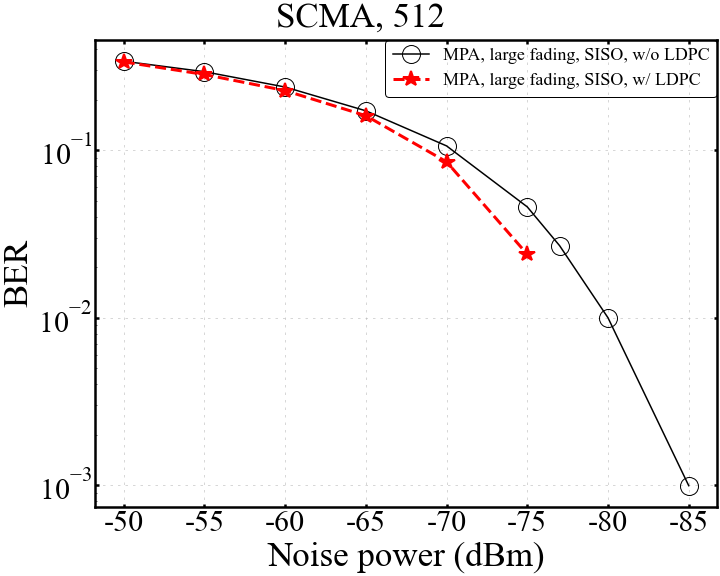 SCMA, 512
MPA, large fading, SISO, w/o LDPC
MPA, large fading, SISO, w/ LDPC
10⁻¹
10⁻²
10⁻³
BER
-50 -55 -60 -65 -70 -75 -80 -85
Noise power (dBm)